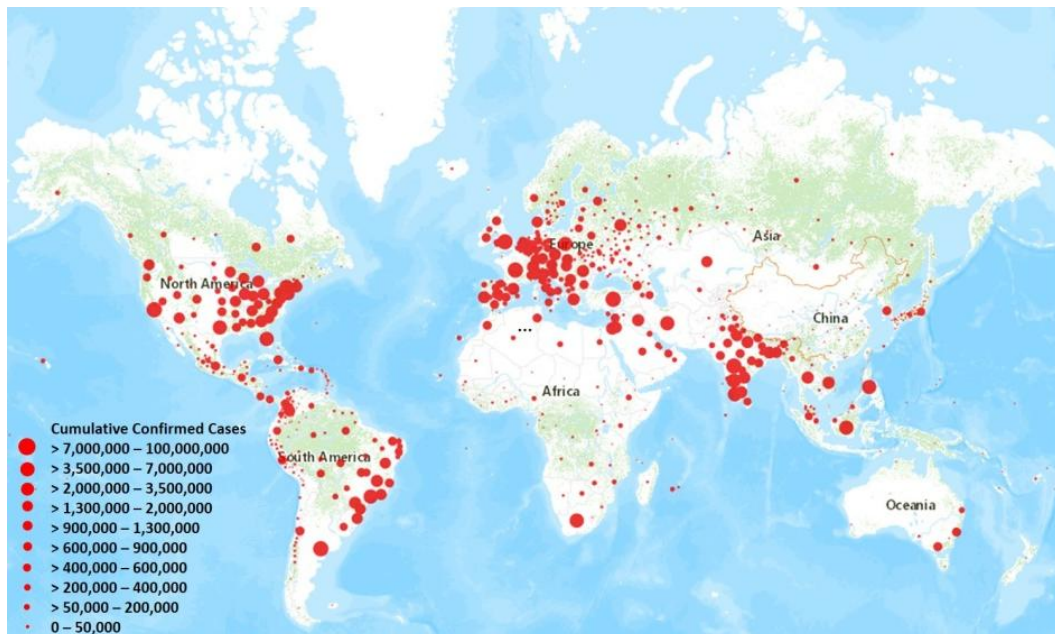 Asia
Europe
North America
China
...
Africa
Cumulative Confirmed Cases
> 7,000,000 – 100,000,000
South America
> 3,500,000 – 7,000,000
> 2,000,000 – 3,500,000
> 1,300,000 – 2,000,000
Oceania
> 900,000 – 1,300,000
> 600,000 – 900,000
> 400,000 – 600,000
> 200,000 – 400,000
> 50,000 – 200,000
0 – 50,000